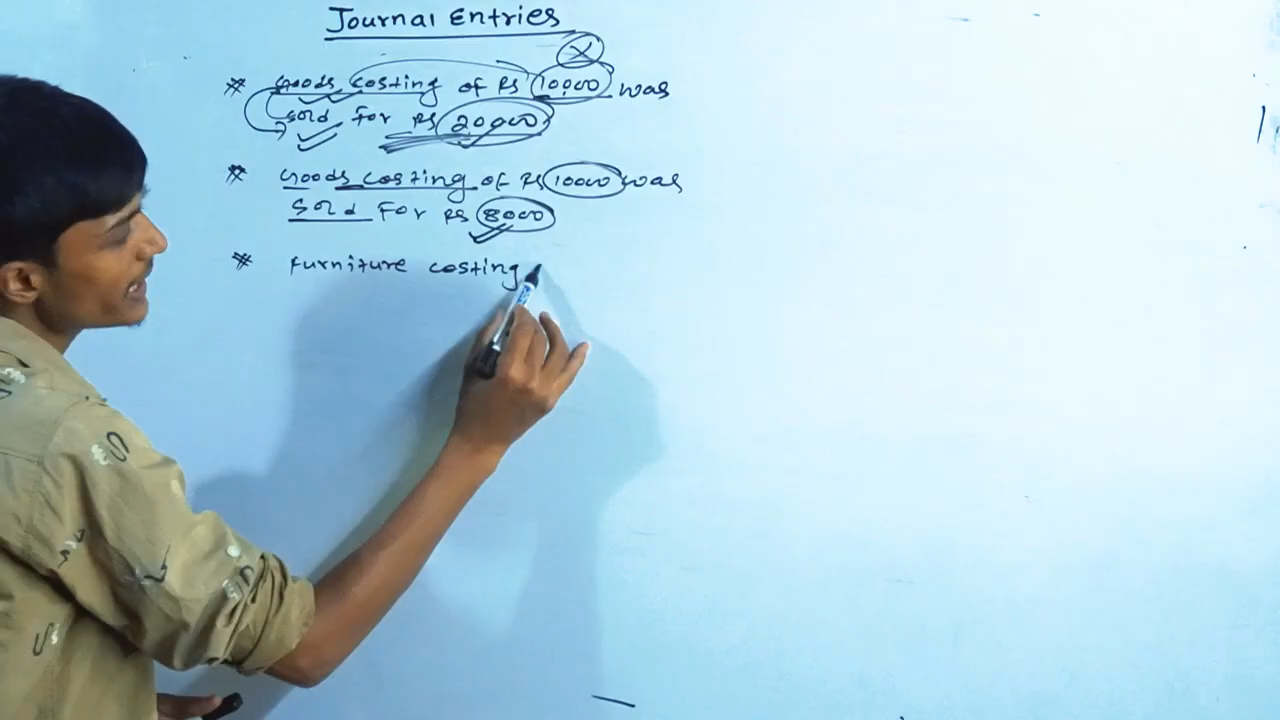 Journal Entries
* Goods costing of Rs 10000 was
sold for Rs 20000
* Goods costing of Rs 10000 was
Sold For Rs 8000
* Furniture costing